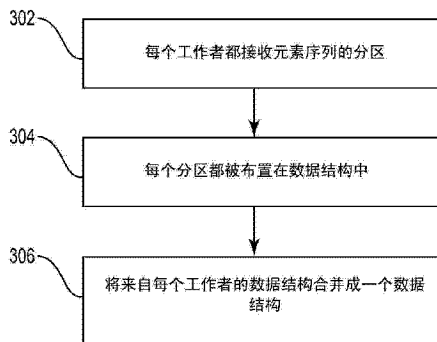 302
每个工作者都接收元素序列的分区
304
每个分区都被布置在数据结构中
306
将来自每个工作者的数据结构合并成一个数据
结构